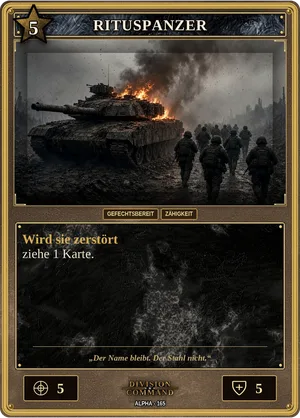 5
RITUSPANZER
GEFECHTSBEREIT ZÄHIGKEIT
Wird sie zerstört
ziehe 1 Karte.
„Der Name bleibt. Der Stahl nicht.“
5
DIVISION
COMMAND
ALPHA - 165
5